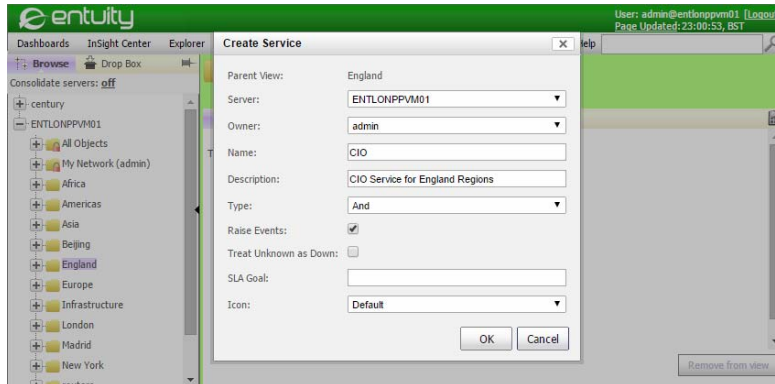 entuity
User: admin@entlonppvm01 [Logout
Page Updated:23:00:53, BST
Dashboards InSight Center Explorer
Help
Browse Drop Box
Consolidate servers: off
century
ENTLONPPVM01
All Objects
My Network (admin)
Africa
Americas
Asia
Beijing
England
Europe
Infrastructure
London
Madrid
New York
Create Service
Parent View: England
Server: ENTLONPPVM01
Owner: admin
Name: CIO
Description: CIO Service for England Regions
Type: And
Raise Events:
Treat Unknown as Down:
SLA Goal:
Icon: Default
OK Cancel
Remove from view